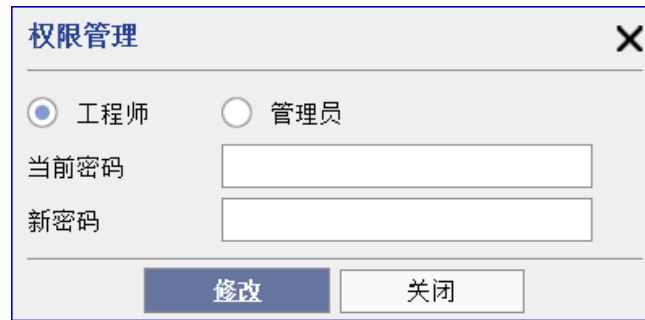 权限管理
工程师 管理员
当前密码
新密码
修改 关闭